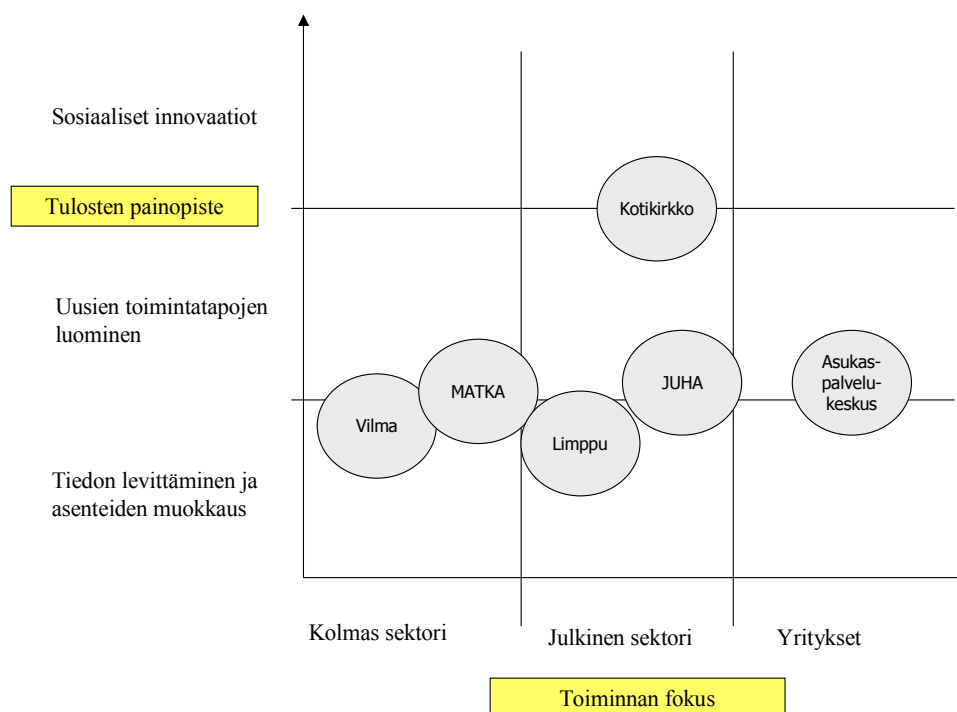 Sosiaaliset innovaatiot
Tulosten painopiste
Kotikirkko
Uusien toimintatapojen
luominen
MATKA
JUHA
Asukas-
palvelu-
keskus
Vilma
Limppu
Tiedon levittäminen ja
asenteiden muokkaus
Kolmas sektori
Julkinen sektori
Yritykset
Toiminnan fokus